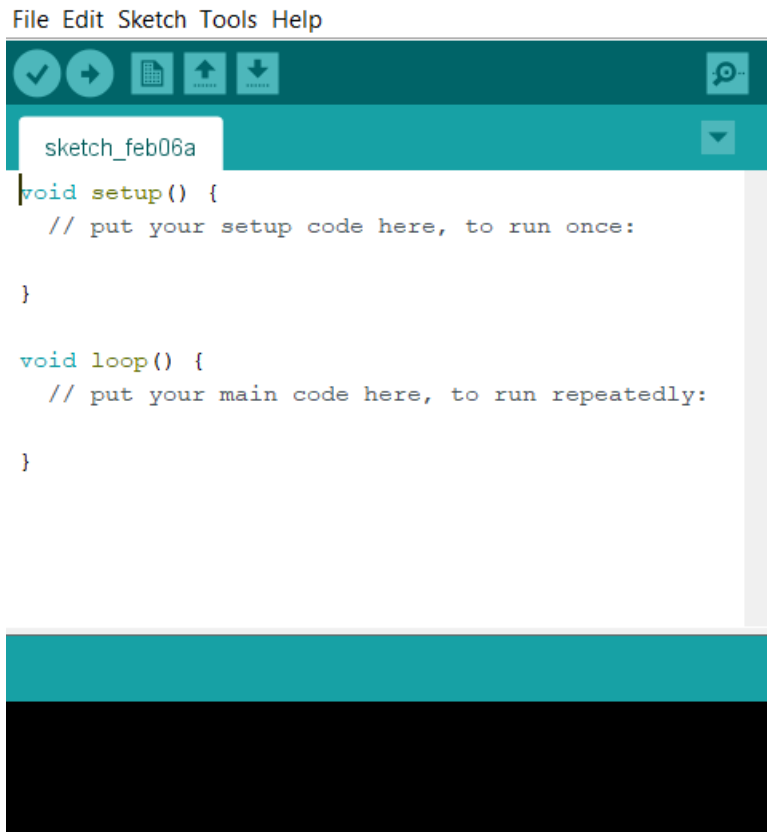 File Edit Sketch Tools Help
sketch_feb06a
void setup() {
  // put your setup code here, to run once:
}
void loop() {
  // put your main code here, to run repeatedly:
}